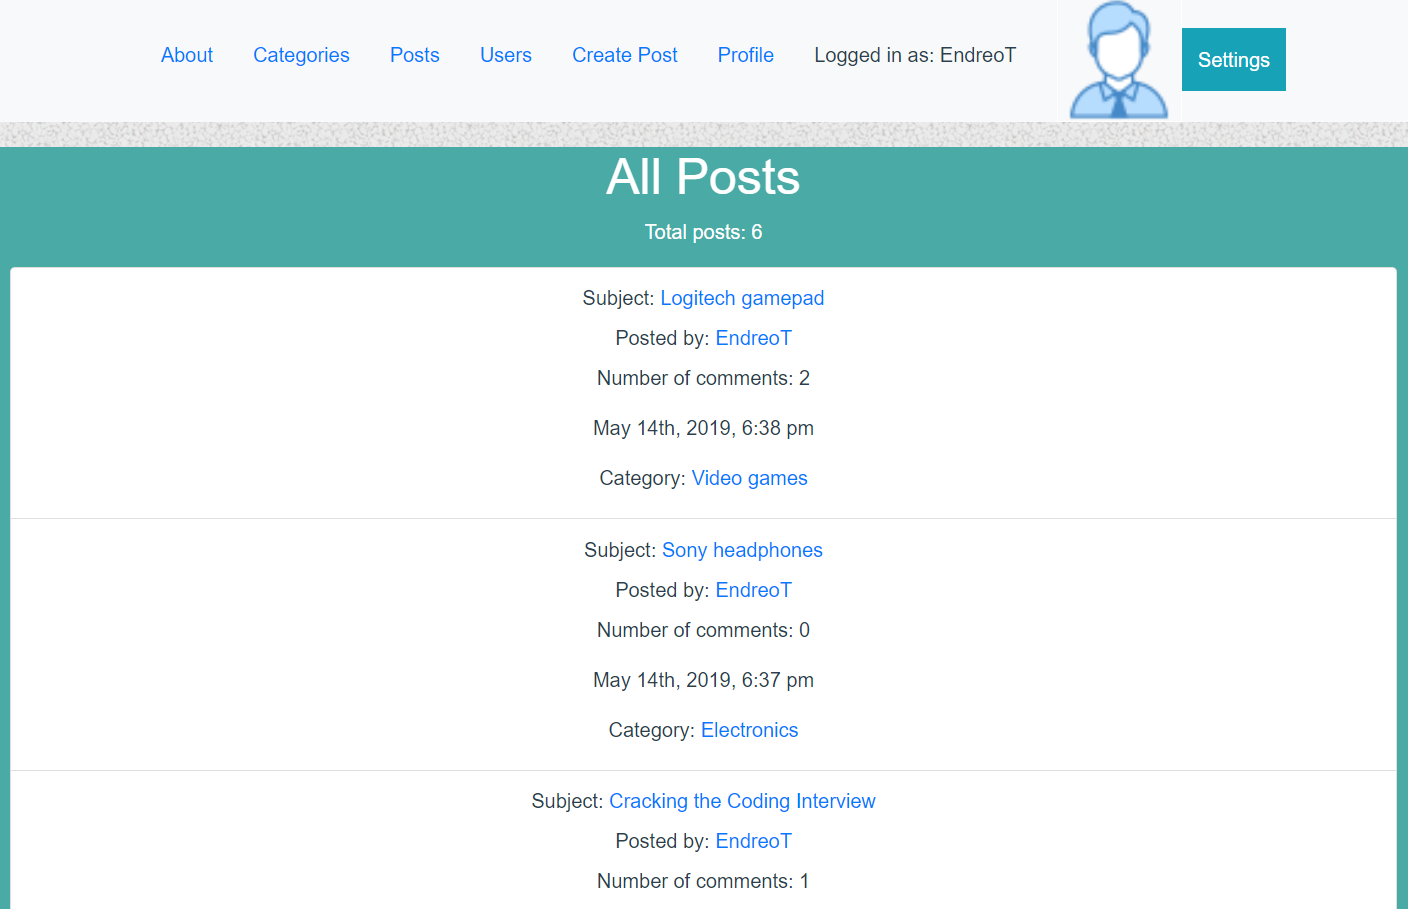 About Categories Posts Users Create Post Profile Logged in as: EndreoT Settings
All Posts
Total posts: 6
Subject: Logitech gamepad
Posted by: EndreoT
Number of comments: 2
May 14th, 2019, 6:38 pm
Category: Video games
Subject: Sony headphones
Posted by: EndreoT
Number of comments: 0
May 14th, 2019, 6:37 pm
Category: Electronics
Subject: Cracking the Coding Interview
Posted by: EndreoT
Number of comments: 1